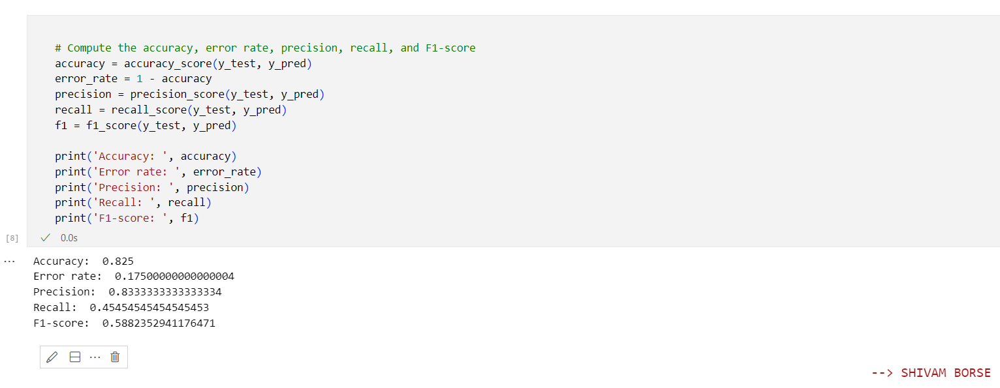 # Compute the accuracy, error rate, precision, recall, and F1-score
accuracy = accuracy_score(y_test, y_pred)
error_rate = 1 - accuracy
precision = precision_score(y_test, y_pred)
recall = recall_score(y_test, y_pred)
f1 = f1_score(y_test, y_pred)
print('Accuracy: ', accuracy)
print('Error rate: ', error_rate)
print('Precision: ', precision)
print('Recall: ', recall)
print('F1-score: ', f1)
[8] 0.0s
Accuracy:  0.825
Error rate:  0.17500000000000004
Precision:  0.8333333333333334
Recall:  0.45454545454545453
F1-score:  0.5882352941176471
--> SHIVAM BORSE